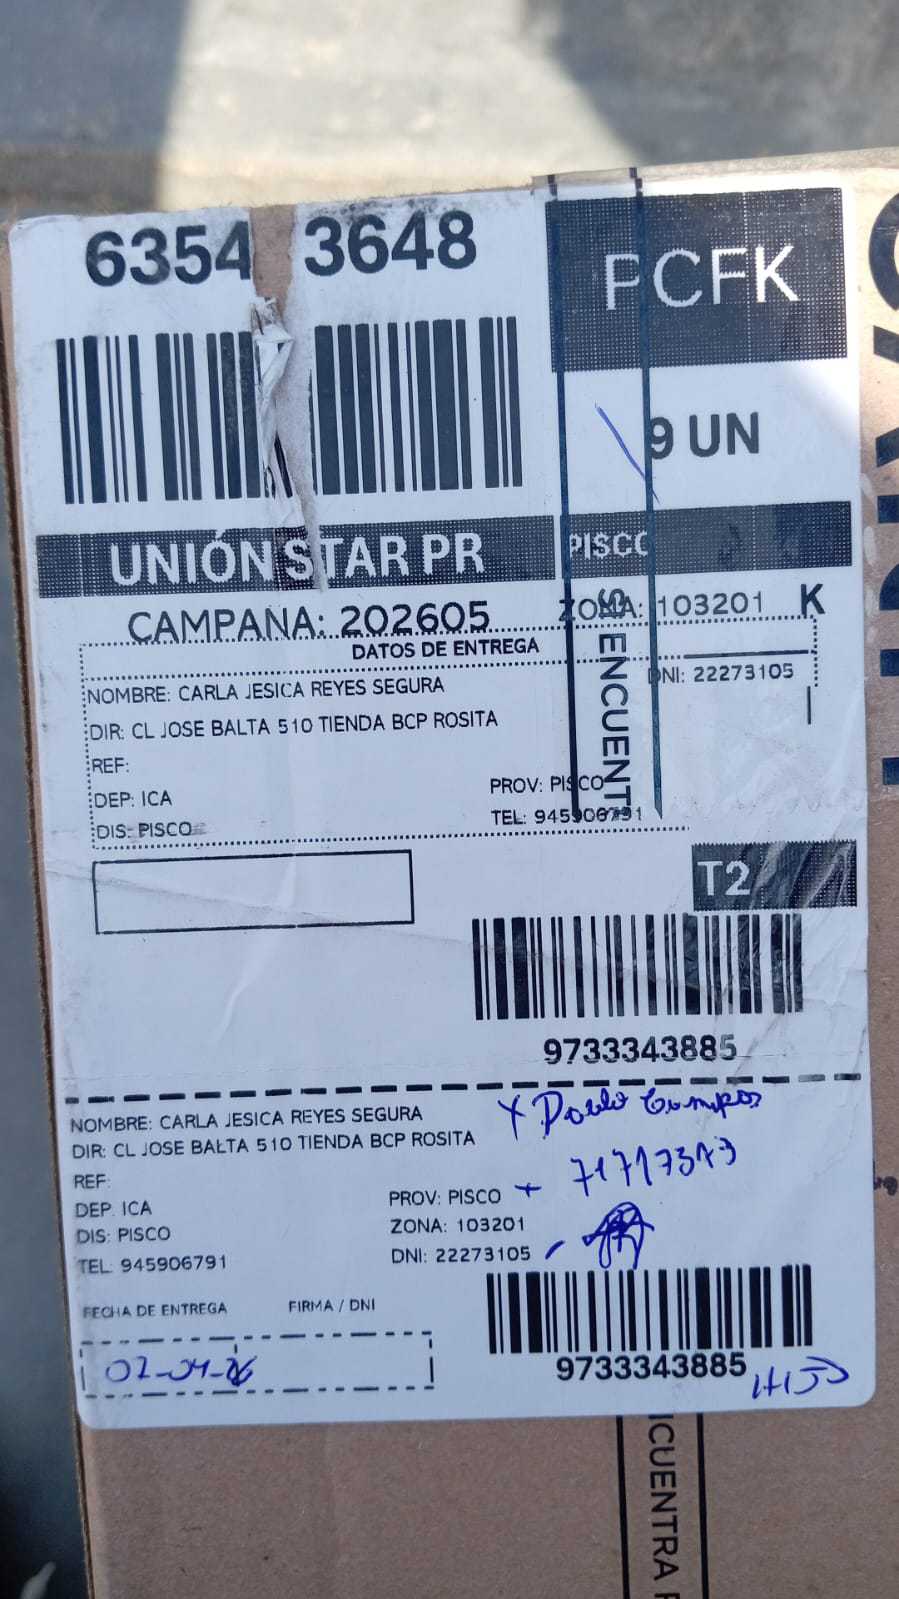 6354 3648
PCFK
9 UN
UNIÓN STAR PR
PISCO
CAMPANA: 202605
ZONA: 103201 K
DATOS DE ENTREGA
NOMBRE: CARLA JESICA REYES SEGURA
DNI: 22273105
DIR: CL JOSE BALTA 510 TIENDA BCP ROSITA
REF:
DEP: ICA
PROV: PISCO
DIS: PISCO
TEL: 945906791
SE ENCUENT
T2
9733343885
NOMBRE: CARLA JESICA REYES SEGURA
DIR: CL JOSE BALTA 510 TIENDA BCP ROSITA
REF:
DEP. ICA
PROV: PISCO
DIS: PISCO
ZONA: 103201
TEL. 945906791
DNI: 22273105
FECHA DE ENTREGA
FIRMA / DNI
9733343885
HIJO
CUENTRA